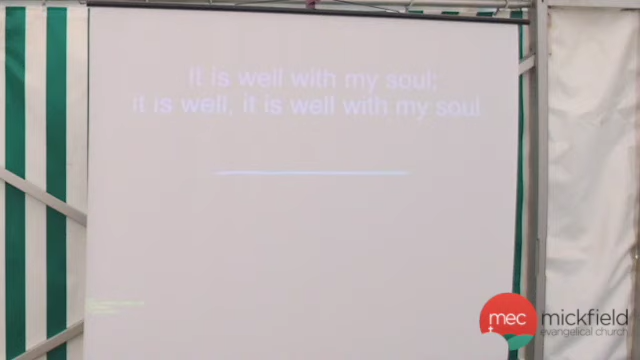 It is well with my soul;
it is well, it is well with my soul
mec
mickfield
evangelical church